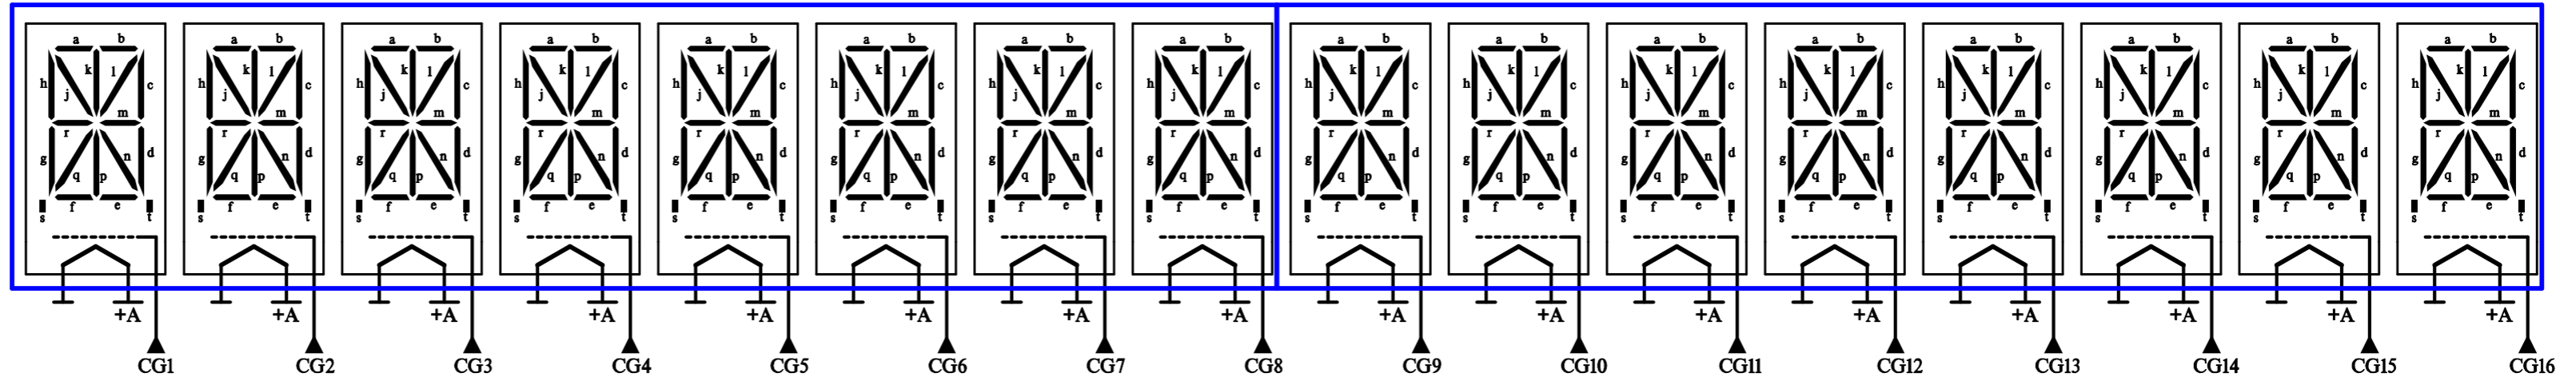 a b a b a b a b a b a b a b a b a b a b a b a b a b a b a b a b
h k l c h k l c h k l c h k l c h k l c h k l c h k l c h k l c h k l c h k l c h k l c h k l c h k l c h k l c h k l c h k l c
j m j m j m j m j m j m j m j m j m j m j m j m j m j m j m j m
r r r r r r r r r r r r r r r r
g n d g n d g n d g n d g n d g n d g n d g n d g n d g n d g n d g n d g n d g n d g n d g n d
q p q p q p q p q p q p q p q p q p q p q p q p q p q p q p q p
s f e t s f e t s f e t s f e t s f e t s f e t s f e t s f e t s f e t s f e t s f e t s f e t s f e t s f e t s f e t s f e t
+A +A +A +A +A +A +A +A +A +A +A +A +A +A +A +A
CG1 CG2 CG3 CG4 CG5 CG6 CG7 CG8 CG9 CG10 CG11 CG12 CG13 CG14 CG15 CG16